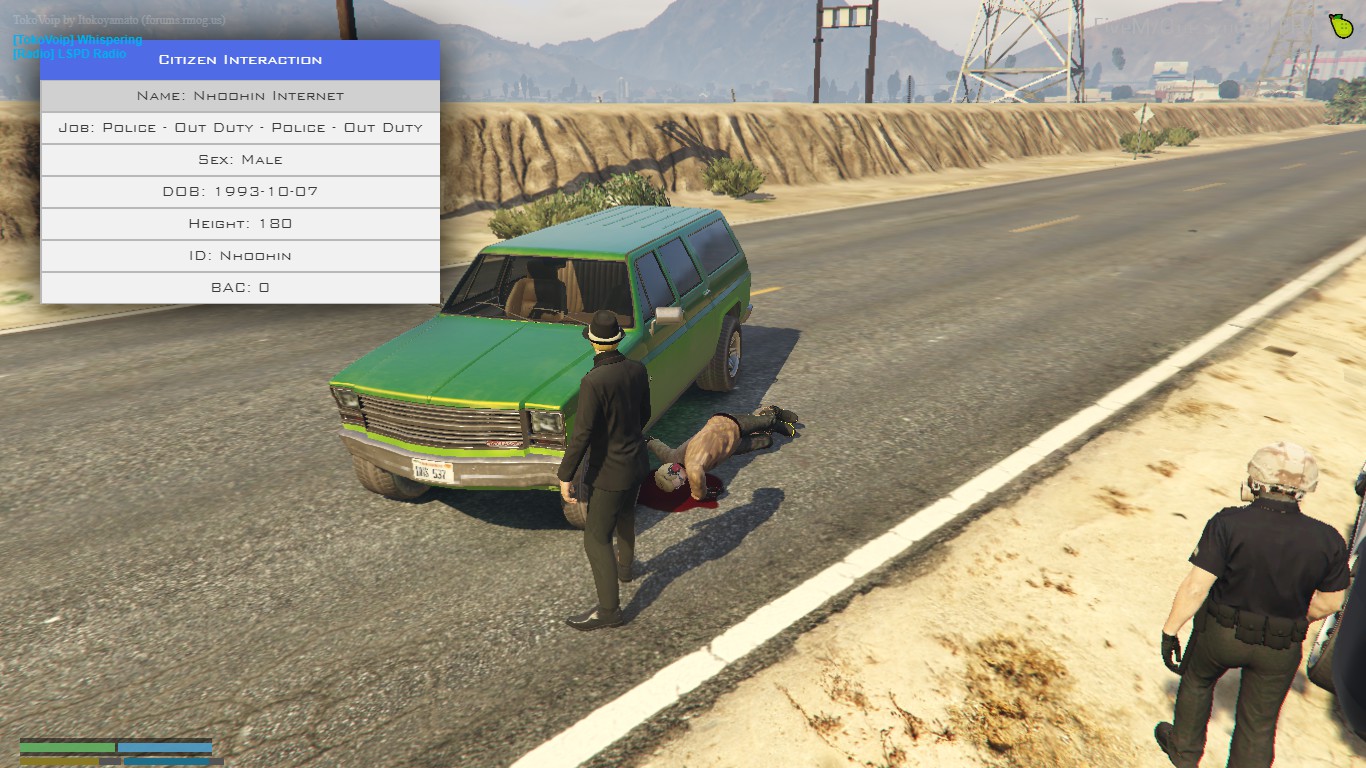 TokoVoip by Itokoyamato (forums.rmog.us)
[TokoVoip] Whispering
[Radio] LSPD Radio
Citizen Interaction
Name: Nhoohin Internet
Job: Police - Out Duty - Police - Out Duty
Sex: Male
DOB: 1993-10-07
Height: 180
ID: Nhoohin
BAC: 0